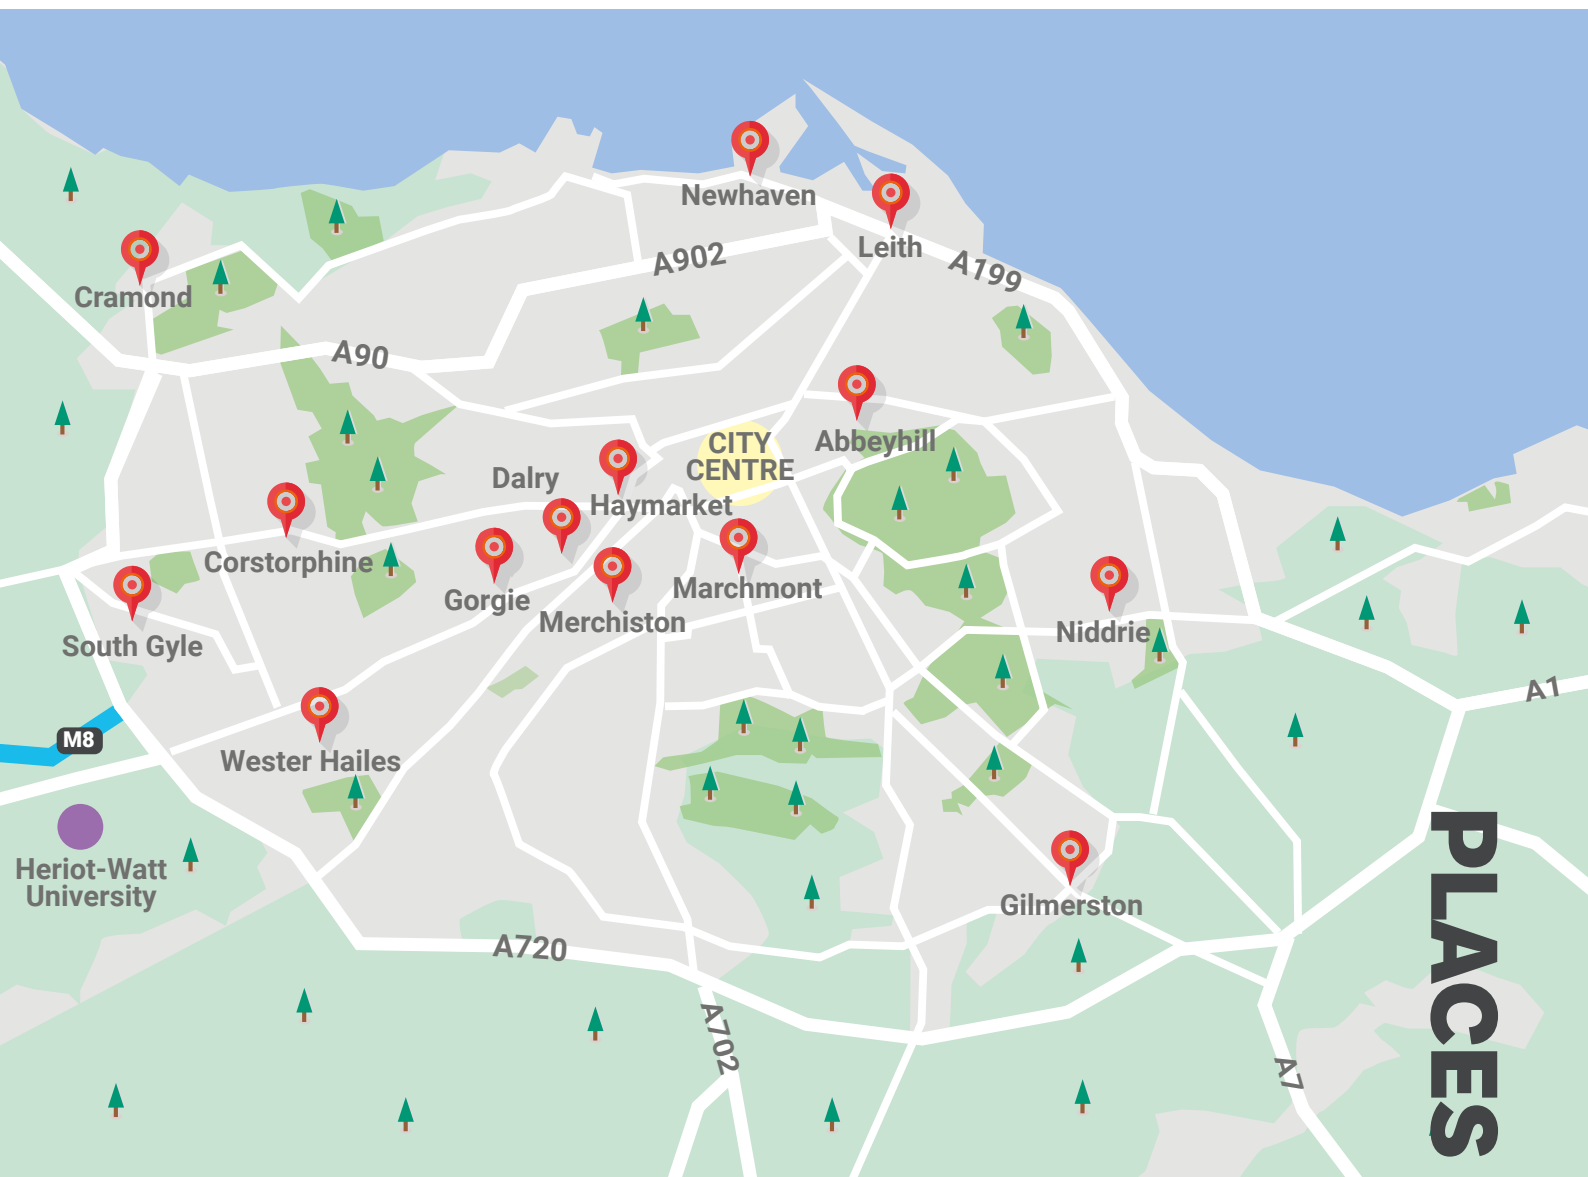 Newhaven
Leith
A902
A199
Cramond
A90
Abbeyhill
CITY
CENTRE
Dalry
Haymarket
Corstorphine
Gorgie
Marchmont
Merchiston
Niddrie
South Gyle
A1
M8
Wester Hailes
Heriot-Watt
University
Gilmerston
A720
A702
A7
PLACES